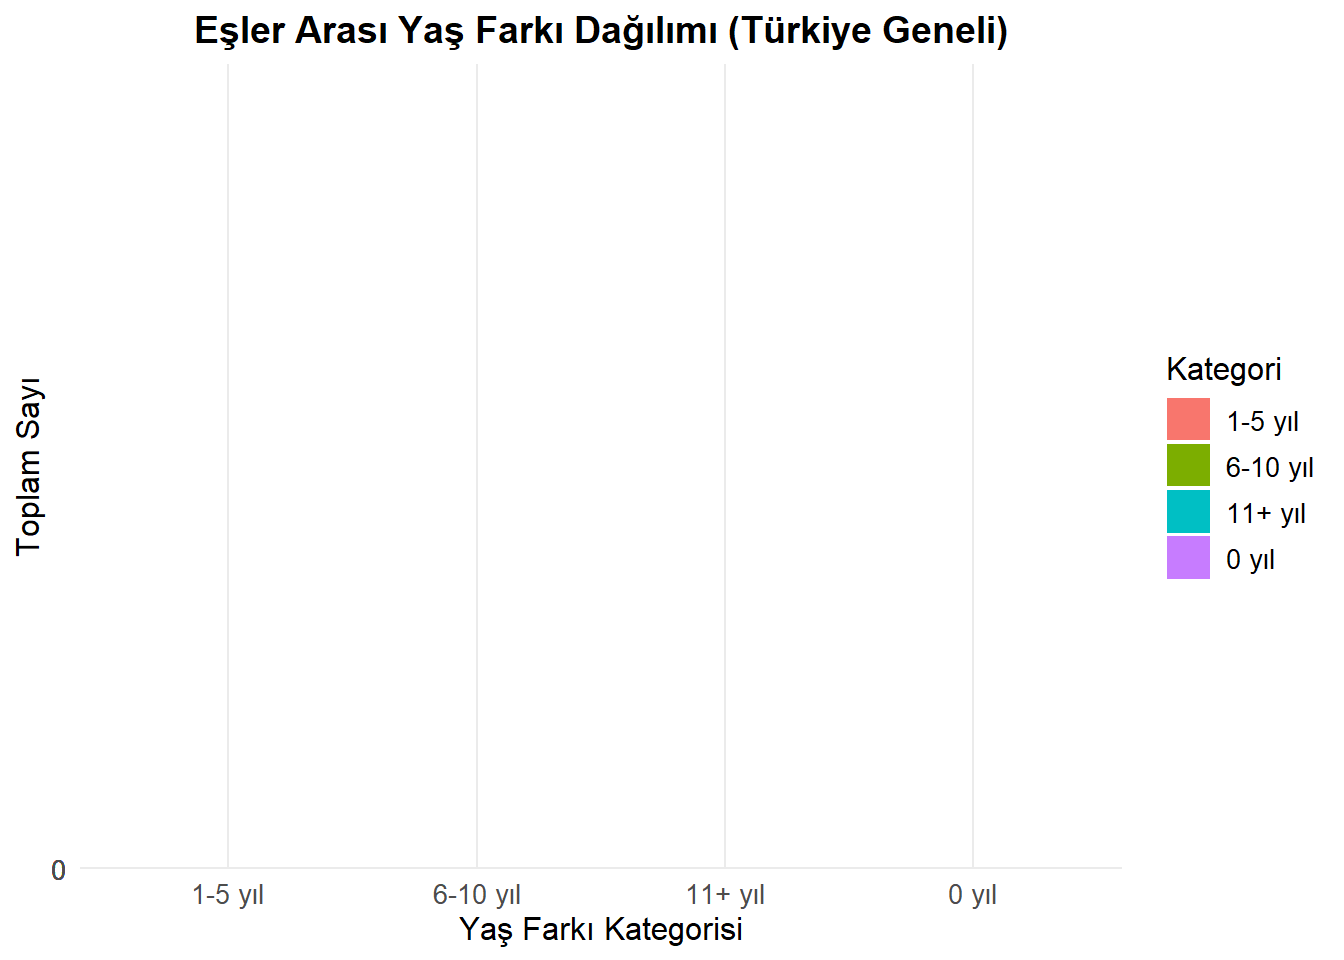 Eşler Arası Yaş Farkı Dağılımı (Türkiye Geneli)
Toplam Sayı
0
1-5 yıl
6-10 yıl
11+ yıl
0 yıl
Yaş Farkı Kategorisi
Kategori
1-5 yıl
6-10 yıl
11+ yıl
0 yıl